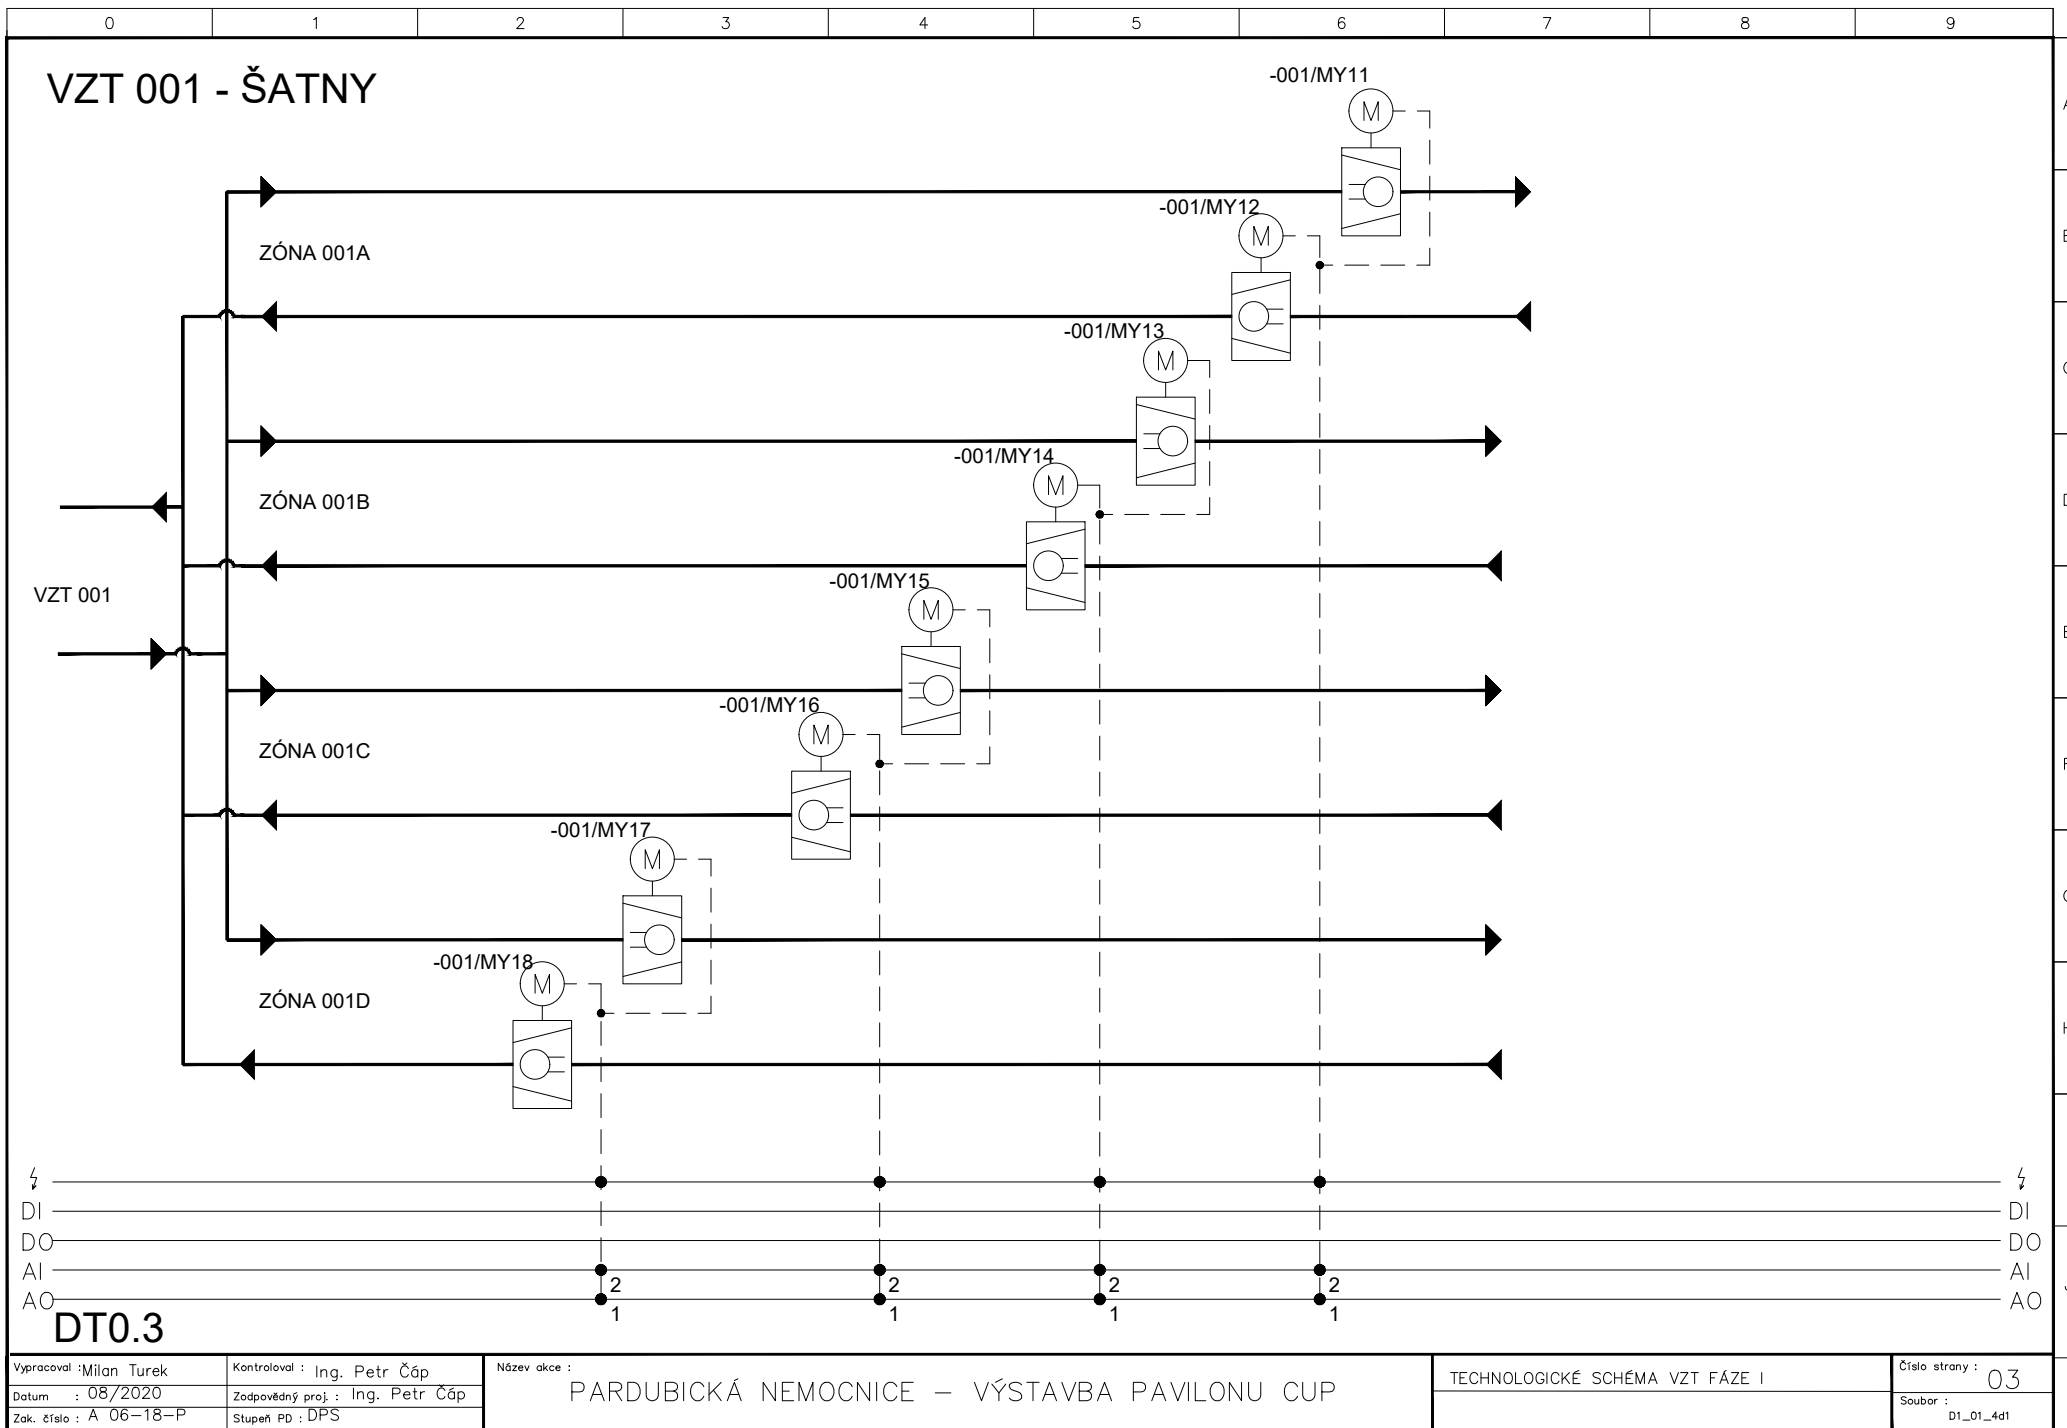 0 1 2 3 4 5 6 7 8 9
VZT 001 - ŠATNY
-001/MY11
M
A
-001/MY12
M
B
ZÓNA 001A
-001/MY13
M
C
-001/MY14
M
D
ZÓNA 001B
-001/MY15
M
VZT 001
E
-001/MY16
M
F
ZÓNA 001C
-001/MY17
M
G
-001/MY18
M
ZÓNA 001D
H
DI DI
DO DO
AI AI
2 2 2 2
AO AO
1 1 1 1
DT0.3
Vypracoval : Milan Turek
Datum : 08/2020
Zak. číslo : A 06-18-P
Kontroloval : Ing. Petr Čáp
Zodpovědný proj. : Ing. Petr Čáp
Stupeň PD : DPS
Název akce :
PARDUBICKÁ NEMOCNICE – VÝSTAVBA PAVILONU CUP
TECHNOLOGICKÉ SCHÉMA VZT FÁZE I
Číslo strany : 03
Soubor :
D1_01_4d1